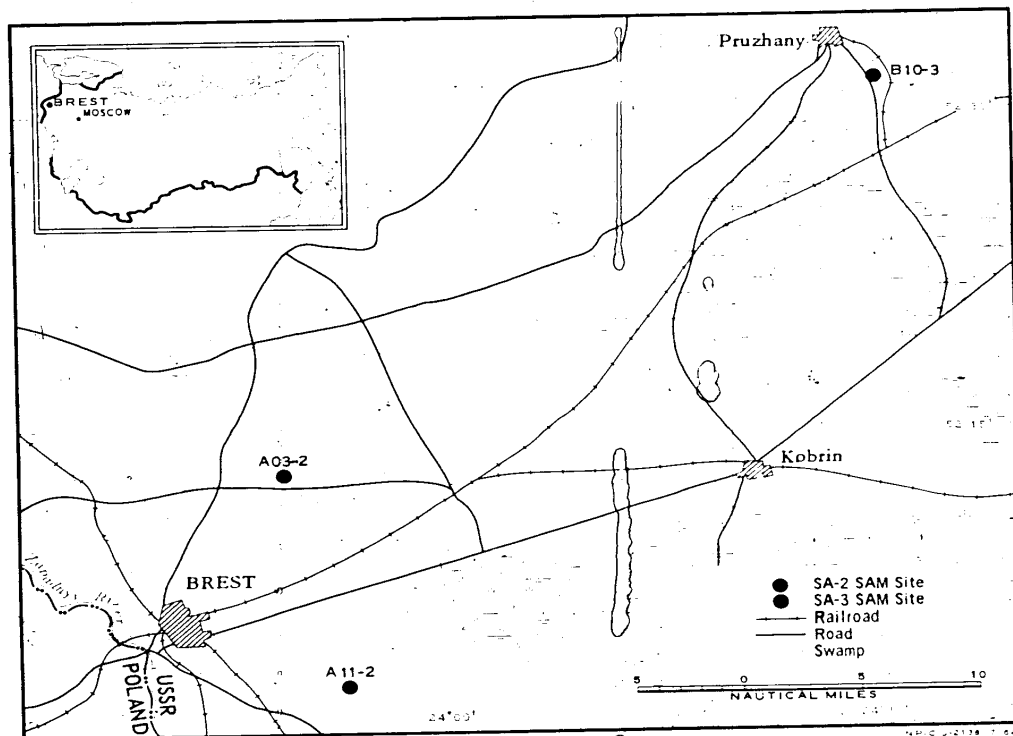 Pruzhany
B10-3
BREST
MOSCOW
A03-2
Kobrin
BREST
River
USSR
POLAND
A11-2
SA-2 SAM Site
SA-3 SAM Site
Railroad
Road
Swamp
5 0 5 10
NAUTICAL MILES
24°00'